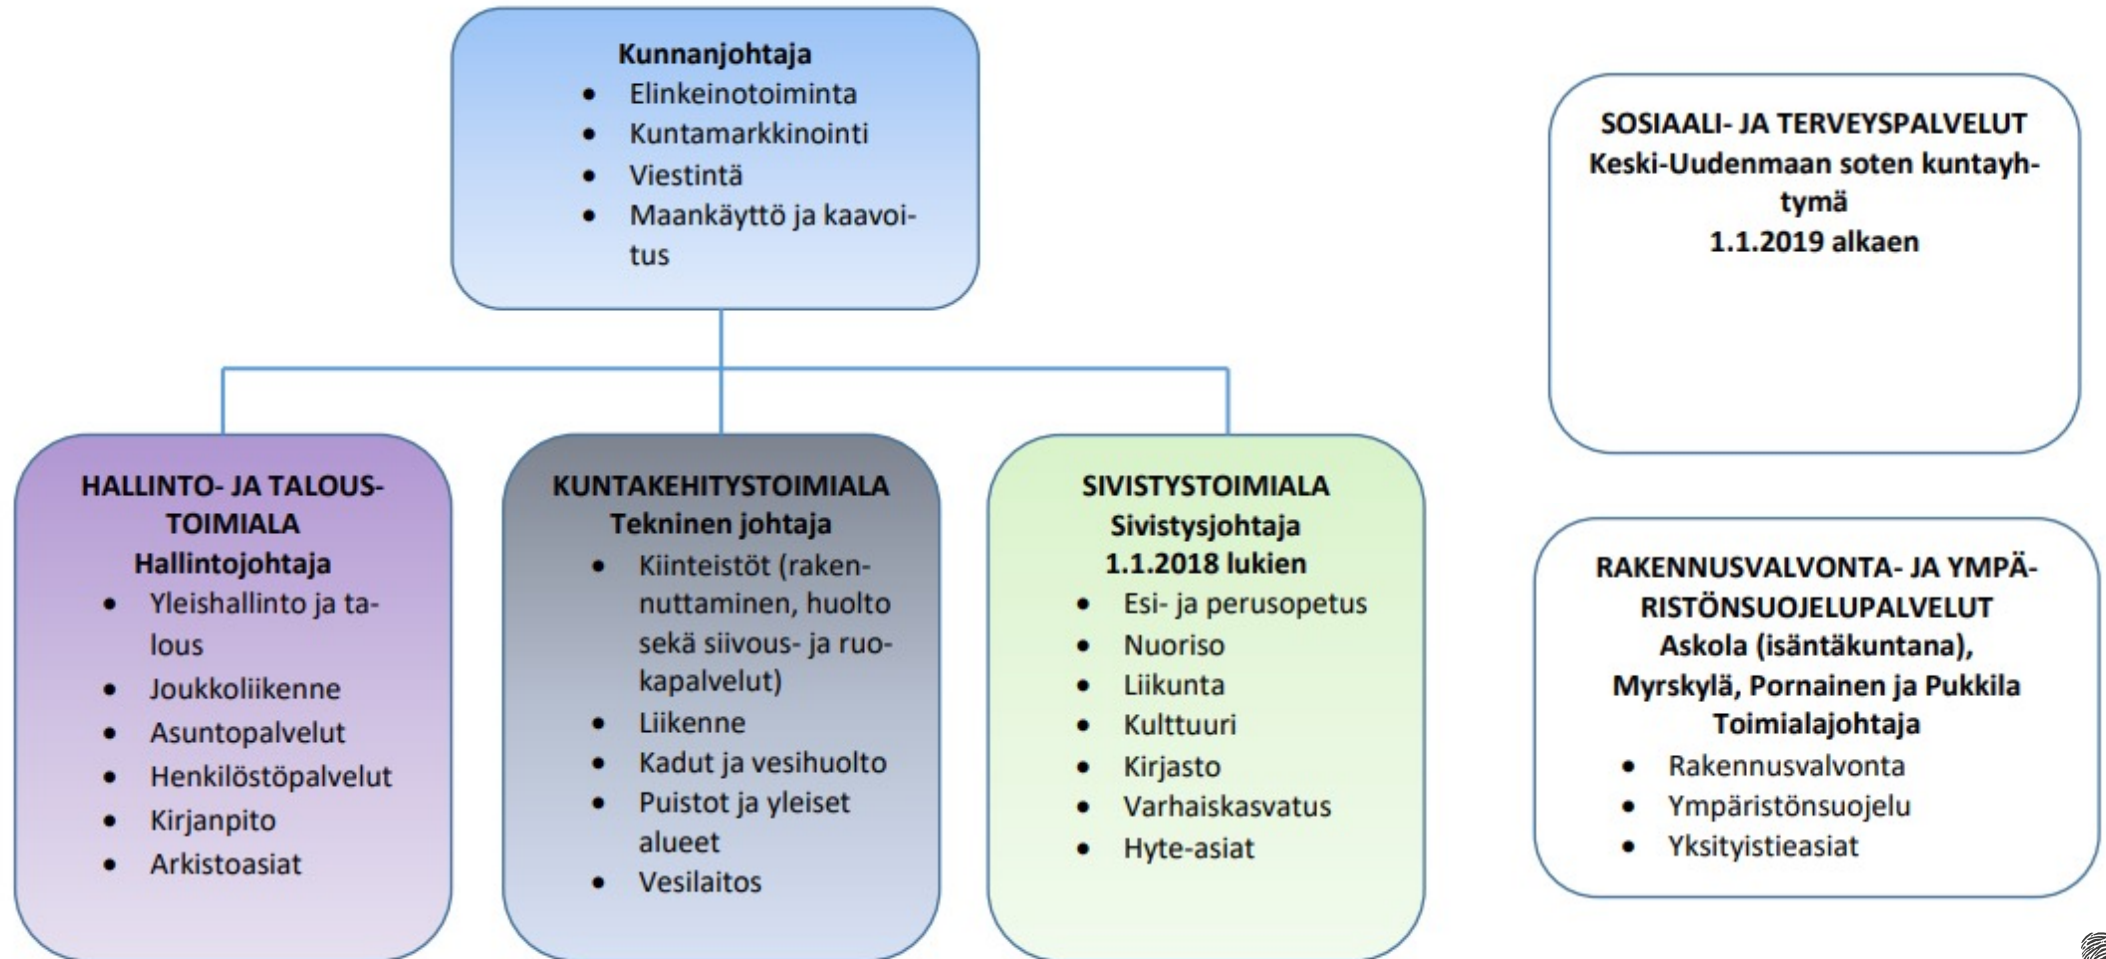 Kunnanjohtaja
• Elinkeinotoiminta
• Kuntamarkkinointi
• Viestintä
• Maankäyttö ja kaavoi-
tus
SOSIAALI- JA TERVEYSPALVELUT
Keski-Uudenmaan soten kuntayh-
tymä
1.1.2019 alkaen
HALLINTO- JA TALOUS-
TOIMIALA
Hallintojohtaja
• Yleishallinto ja ta-
lous
• Joukkoliikenne
• Asuntopalvelut
• Henkilöstöpalvelut
• Kirjanpito
• Arkistoasiat
KUNTAKEHITYSTOIMIALA
Tekninen johtaja
• Kiinteistöt (raken-
nuttaminen, huolto
sekä siivous- ja ruo-
kapalvelut)
• Liikenne
• Kadut ja vesihuolto
• Puistot ja yleiset
alueet
• Vesilaitos
SIVISTYSTOIMIALA
Sivistysjohtaja
1.1.2018 lukien
• Esi- ja perusopetus
• Nuoriso
• Liikunta
• Kulttuuri
• Kirjasto
• Varhaiskasvatus
• Hyte-asiat
RAKENNUSVALVONTA- JA YMPÄ-
RISTÖNSUOJELUPALVELUT
Askola (isäntäkuntana),
Myrskylä, Pornainen ja Pukkila
Toimialajohtaja
• Rakennusvalvonta
• Ympäristönsuojelu
• Yksityistieasiat